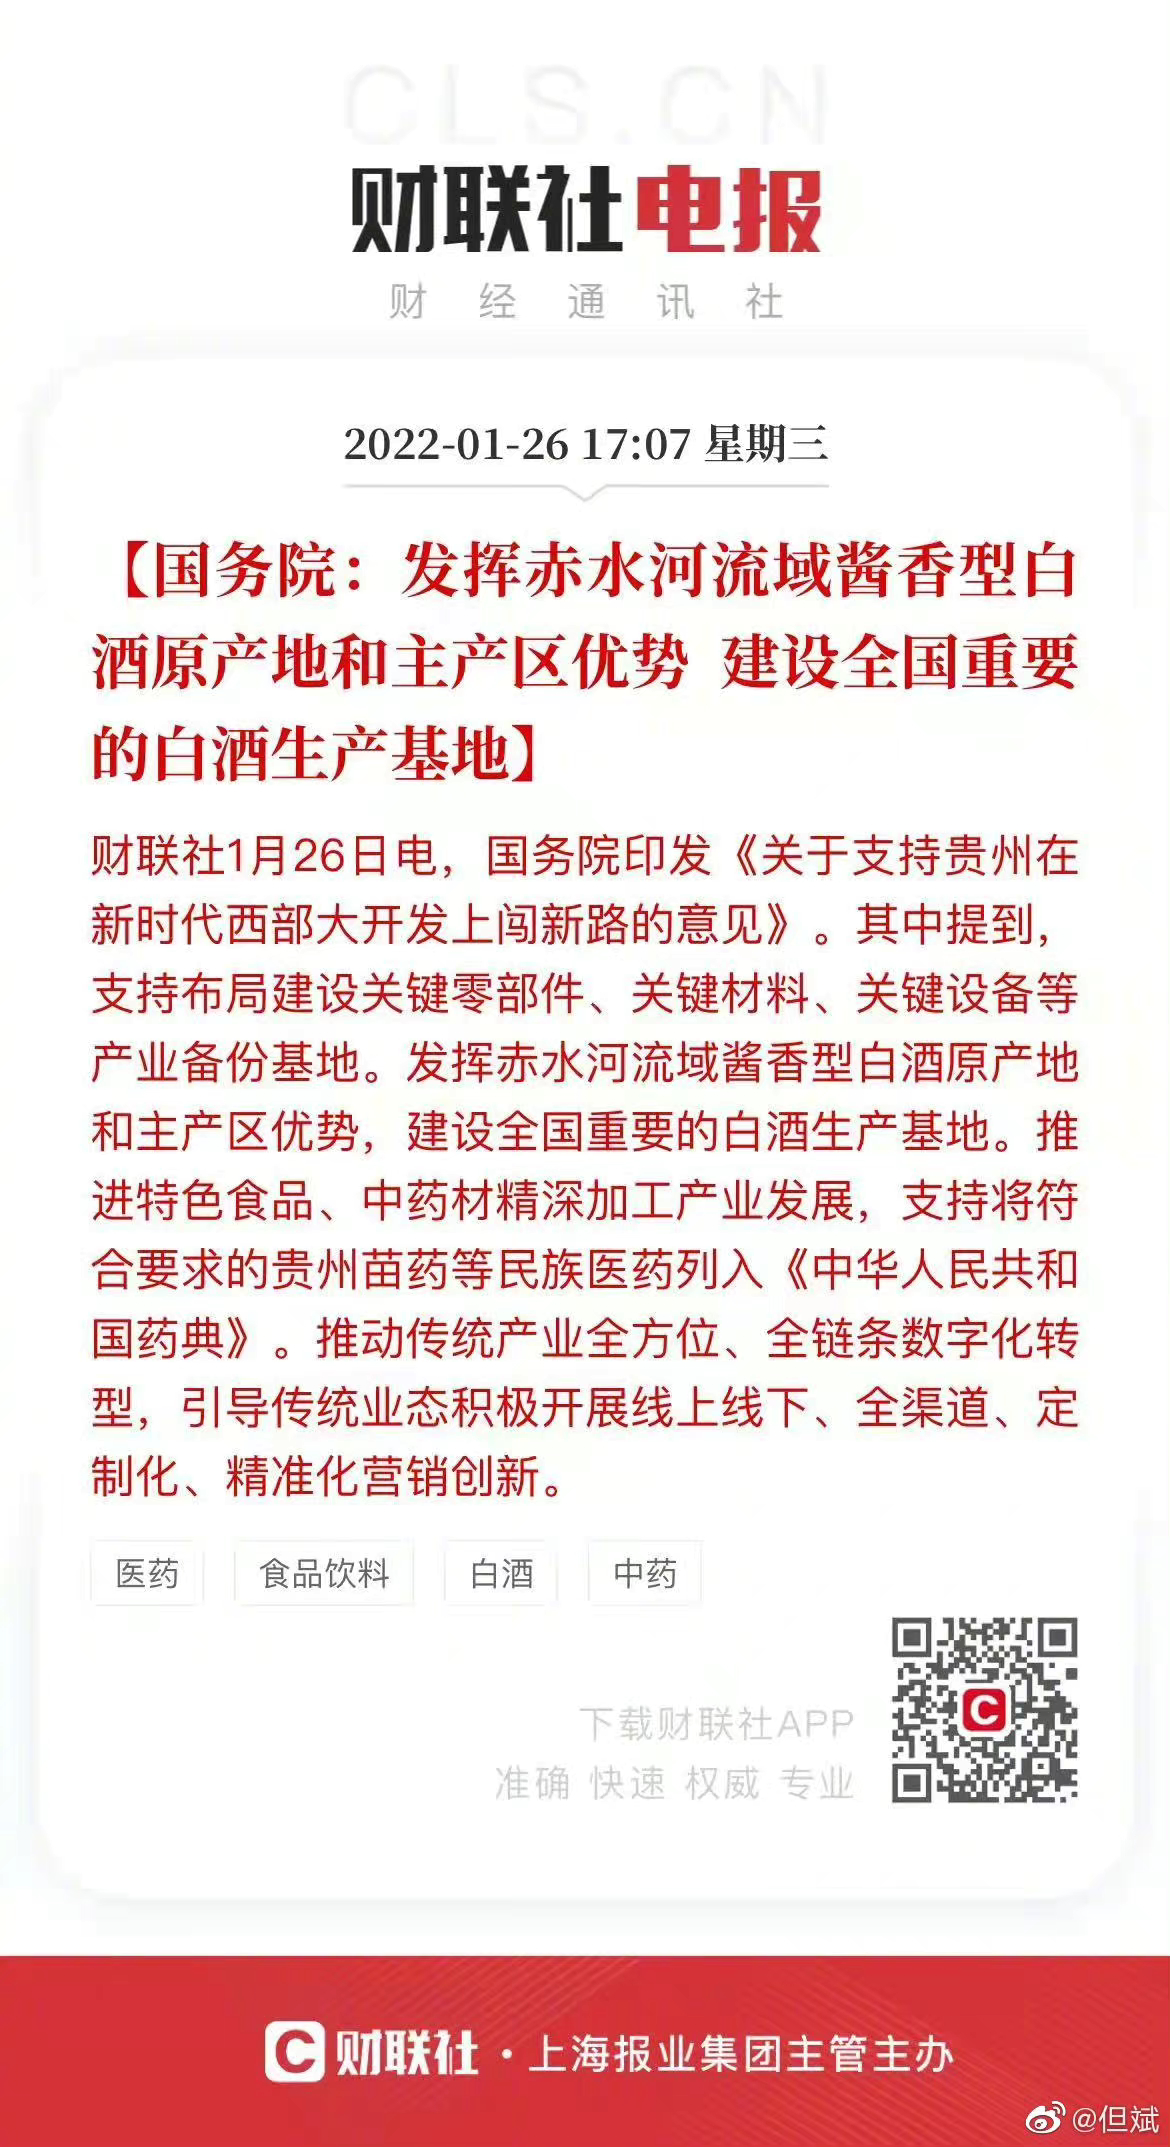 CLS.CN
财联社电报
财经通讯社
2022-01-26 17:07 星期三
【国务院：发挥赤水河流域酱香型白
酒原产地和主产区优势 建设全国重要
的白酒生产基地】
财联社1月26日电，国务院印发《关于支持贵州在
新时代西部大开发上闯新路的意见》。其中提到，
支持布局建设关键零部件、关键材料、关键设备等
产业备份基地。发挥赤水河流域酱香型白酒原产地
和主产区优势，建设全国重要的白酒生产基地。推
进特色食品、中药材精深加工产业发展，支持将符
合要求的贵州苗药等民族医药列入《中华人民共和
国药典》。推动传统产业全方位、全链条数字化转
型，引导传统业态积极开展线上线下、全渠道、定
制化、精准化营销创新。
医药 食品饮料 白酒 中药
下载财联社APP
准确 快速 权威 专业
C
C 财联社·上海报业集团主管主办
@但斌